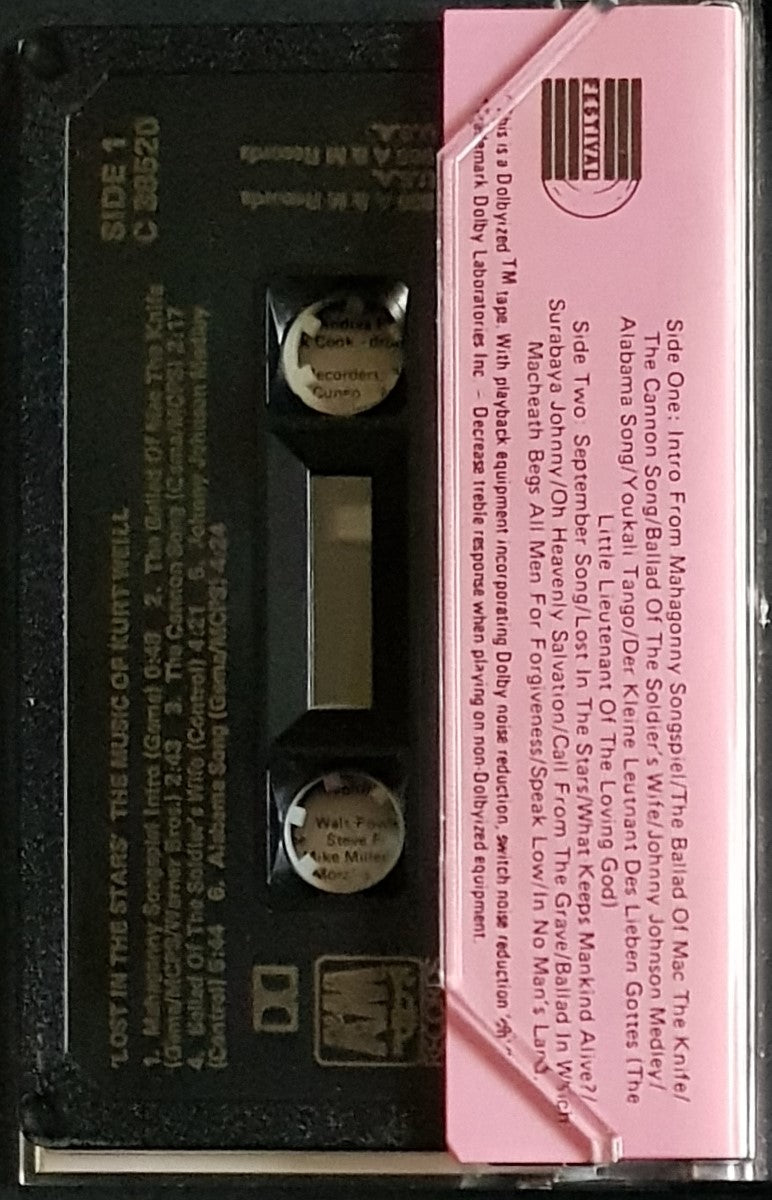 FESTIVAL
Side One: Intro From Mahagonny Songspiel/The Ballad Of Mac The Knife/
The Cannon Song/Ballad Of The Soldier's Wife/Johnny Johnson Medley/
Alabama Song/Youkali Tango/Der Kleine Leutnant Des Lieben Gottes (The
Little Lieutenant Of The Loving God)
Side Two: September Song/Lost In The Stars/What Keeps Mankind Alive?/
Surabaya Johnny/Oh Heavenly Salvation/Call From The Grave/Ballad In Which
Macheath Begs All Men For Forgiveness/Speak Low/In No Man's Land.
This is a Dolbyized TM tape. With playback equipment incorporating Dolby noise reduction, switch noise reduction
Trademark Dolby Laboratories Inc – Decrease treble response when playing on non-Dolbyized equipment.
SIDE 1
C 38520
A & M Records
U.S.A.
A & M Records
'LOST IN THE STARS' THE MUSIC OF KURT WEILL
1. Mahagonny Songspiel Intro (Gema) 0:49 2. The Ballad Of Mac The Knife
(Gema/MCPS/Warner Bros.) 2:43 3. The Cannon Song (Gema/MCPS) 2:17
4. Ballad Of The Soldier's Wife (Control) 4:21 5. Johnny Johnson Medley
(Control) 6:44 6. Alabama Song (Gema/MCPS) 4:24
Cook
Walt
Steve
Mike Miller
A&M